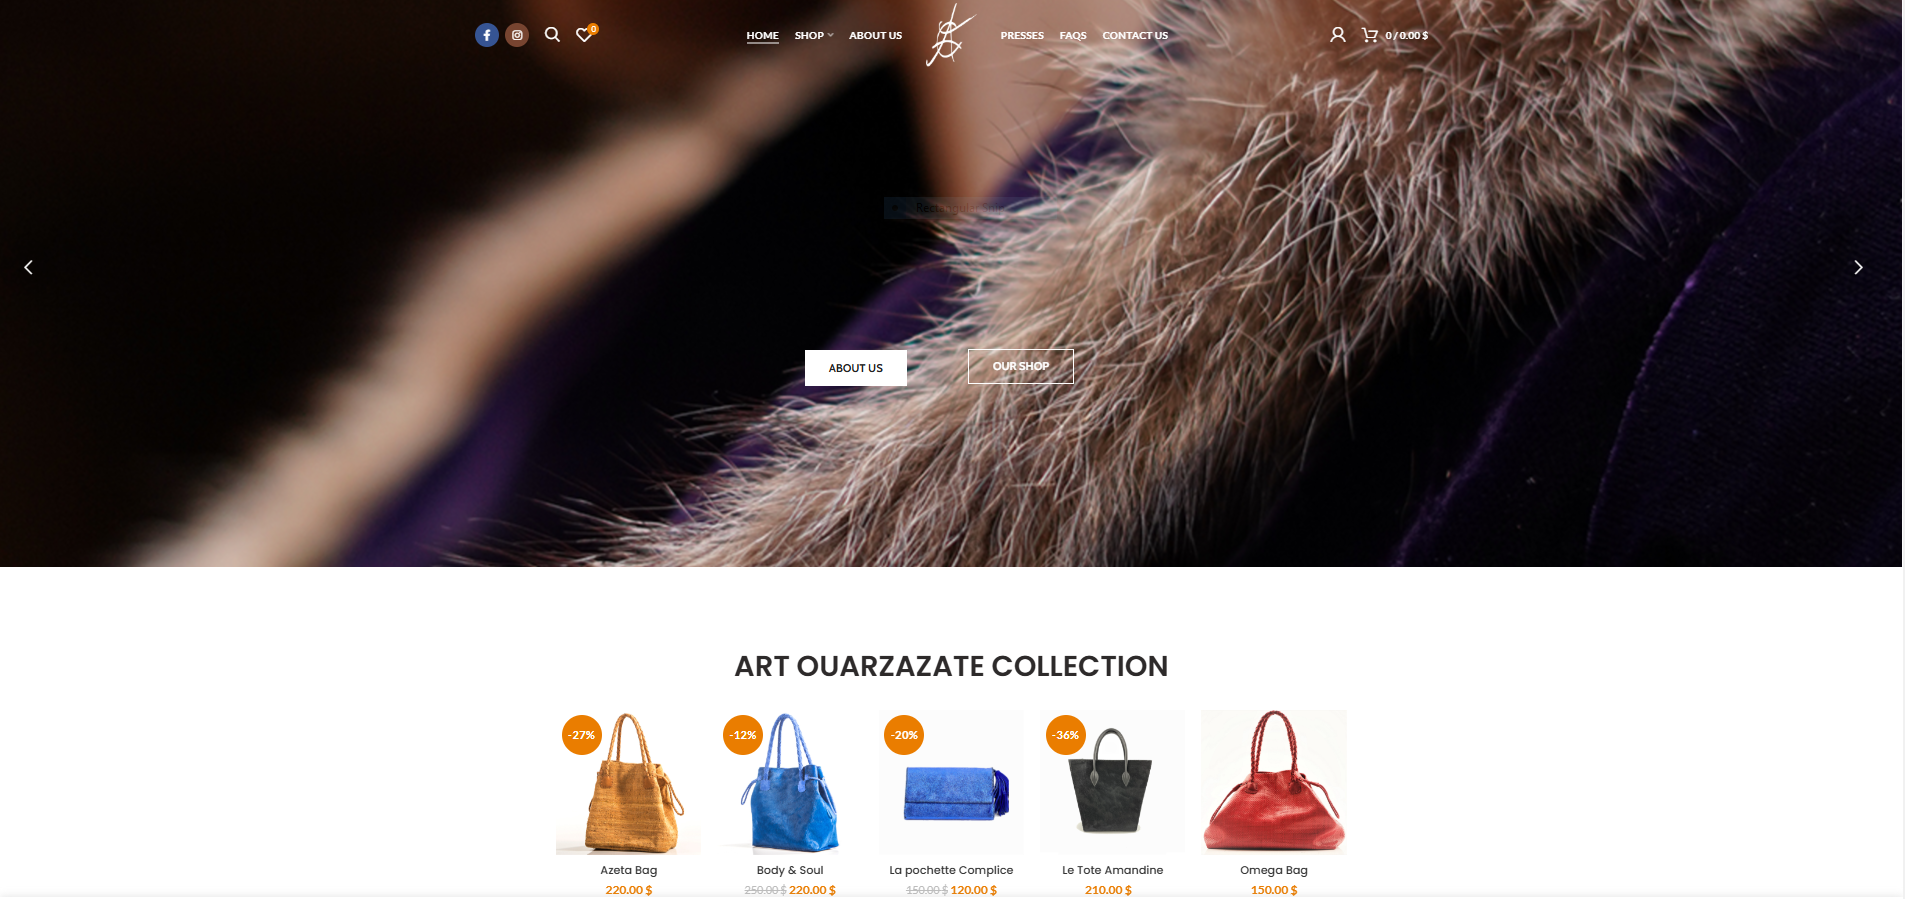 0
HOME SHOP ABOUT US PRESSES FAQS CONTACT US
0 / 0.00 $
ABOUT US OUR SHOP
ART OUARZAZATE COLLECTION
-27% -12% -20% -36%
Azeta Bag Body & Soul La pochette Complice Le Tote Amandine Omega Bag
220.00 $ 250.00 $ 220.00 $ 150.00 $ 120.00 $ 210.00 $ 150.00 $